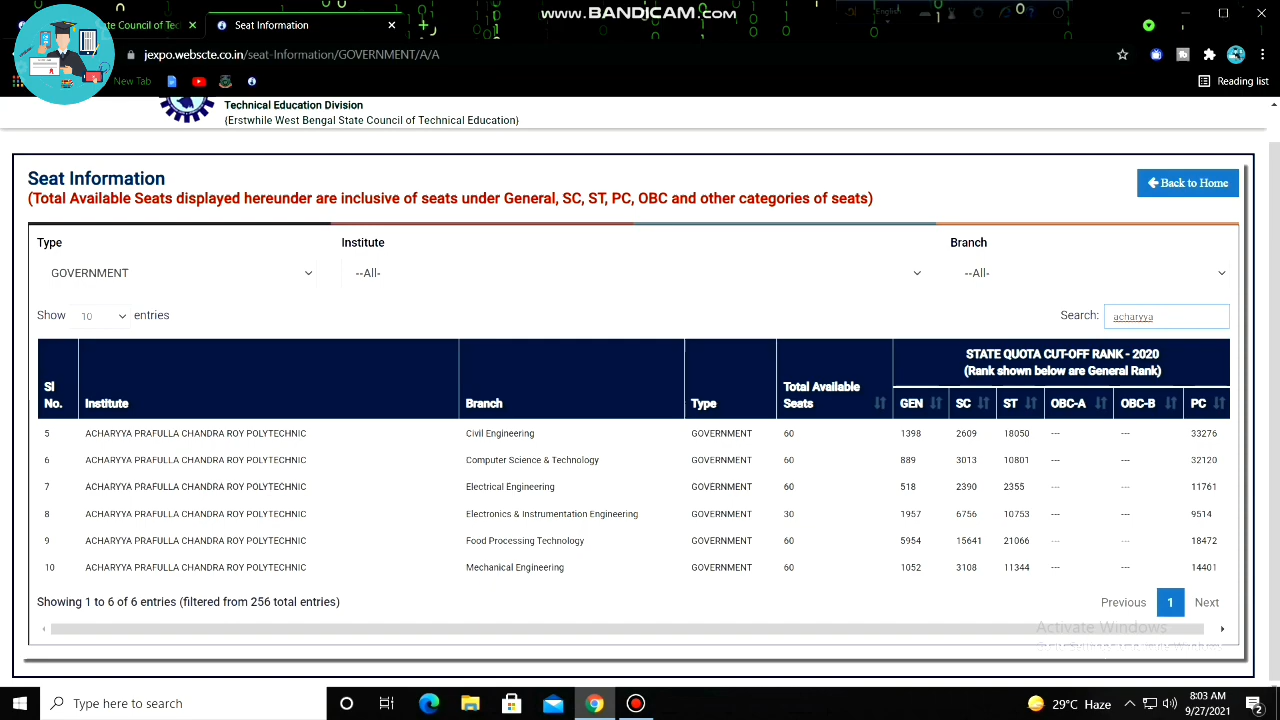 WWW.BANDICAM.COM
English
te Council of Tec
Seat Information
jexpo.webscte.co.in/seat-Information/GOVERNMENT/A/A
New Tab
Reading list
Technical Education Division
{Erstwhile West Bengal State Council of Technical Education}
Seat Information
(Total Available Seats displayed hereunder are inclusive of seats under General, SC, ST, PC, OBC and other categories of seats)
Back to Home
Type Institute Branch
GOVERNMENT --All- --All-
Show 10 entries Search: acharyya
STATE QUOTA CUT-OFF RANK - 2020
(Rank shown below are General Rank)
Sl No. Institute Branch Type Total Available Seats GEN SC ST OBC-A OBC-B PC
5 ACHARYYA PRAFULLA CHANDRA ROY POLYTECHNIC Civil Engineering GOVERNMENT 60 1398 2609 18050 --- --- 33276
6 ACHARYYA PRAFULLA CHANDRA ROY POLYTECHNIC Computer Science & Technology GOVERNMENT 60 889 3013 10801 --- --- 32120
7 ACHARYYA PRAFULLA CHANDRA ROY POLYTECHNIC Electrical Engineering GOVERNMENT 60 518 2390 2355 --- --- 11761
8 ACHARYYA PRAFULLA CHANDRA ROY POLYTECHNIC Electronics & Instrumentation Engineering GOVERNMENT 30 1957 6756 10753 --- --- 9514
9 ACHARYYA PRAFULLA CHANDRA ROY POLYTECHNIC Food Processing Technology GOVERNMENT 60 5954 15641 21066 --- --- 18472
10 ACHARYYA PRAFULLA CHANDRA ROY POLYTECHNIC Mechanical Engineering GOVERNMENT 60 1052 3108 11344 --- --- 14401
Showing 1 to 6 of 6 entries (filtered from 256 total entries) Previous 1 Next
Activate Windows
Type here to search
29°C Haze
8:03 AM
9/27/2021
2